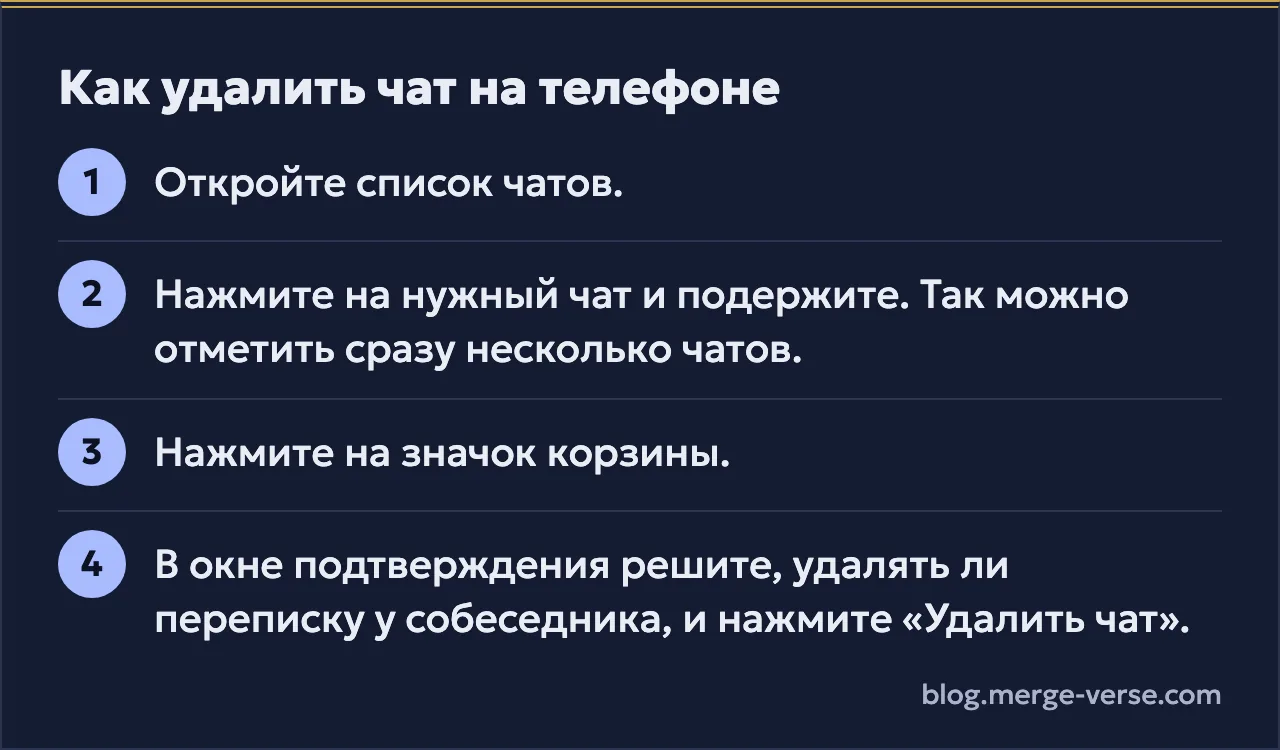 Как удалить чат на телефоне
1
Откройте список чатов.
2
Нажмите на нужный чат и подержите. Так можно
отметить сразу несколько чатов.
3
Нажмите на значок корзины.
4
В окне подтверждения решите, удалять ли
переписку у собеседника, и нажмите «Удалить чат».
blog.merge-verse.com